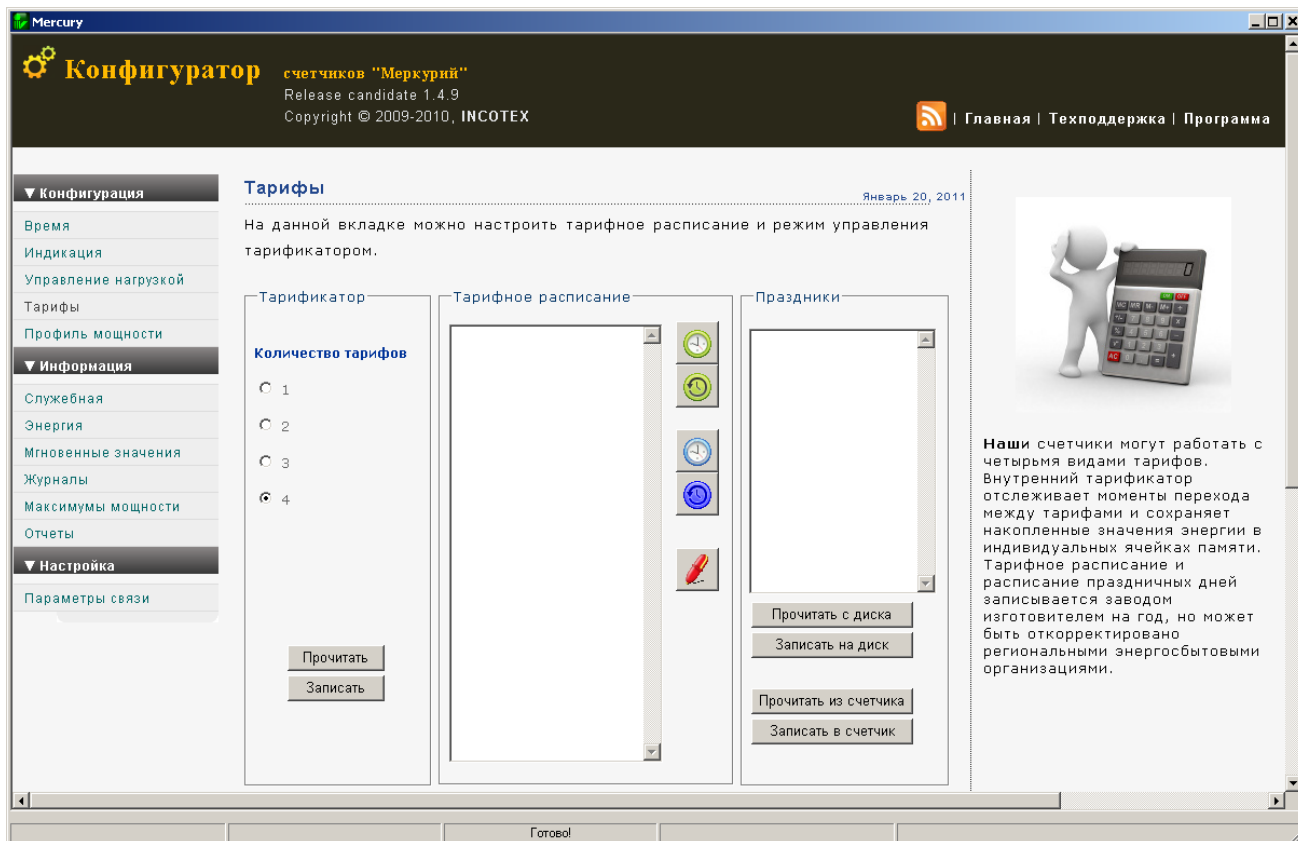 Mercury
Конфигуратор счетчиков "Меркурий"
Release candidate 1.4.9
Copyright © 2009-2010, INCOTEX
| Главная | Техподдержка | Программа
▼ Конфигурация
Время
Индикация
Управление нагрузкой
Тарифы
Профиль мощности
▼ Информация
Служебная
Энергия
Мгновенные значения
Журналы
Максимумы мощности
Отчеты
▼ Настройка
Параметры связи
Тарифы
Январь 20, 2011
На данной вкладке можно настроить тарифное расписание и режим управления
тарификатором.
Тарификатор
Количество тарифов
1
2
3
4
Прочитать
Записать
Тарифное расписание
Праздники
Прочитать с диска
Записать на диск
Прочитать из счетчика
Записать в счетчик
Наши счетчики могут работать с
четырьмя видами тарифов.
Внутренний тарификатор
отслеживает моменты перехода
между тарифами и сохраняет
накопленные значения энергии в
индивидуальных ячейках памяти.
Тарифное расписание и
расписание праздничных дней
записывается заводом
изготовителем на год, но может
быть откорректировано
региональными энергосбытовыми
организациями.
Готово!